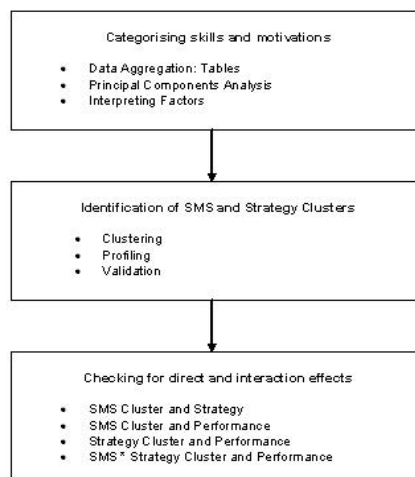 Categorising skills and motivations
• Data Aggregation: Tables
• Principal Components Analysis
• Interpreting Factors
Identification of SMS and Strategy Clusters
• Clustering
• Profiling
• Validation
Checking for direct and interaction effects
• SMS Cluster and Strategy
• SMS Cluster and Performance
• Strategy Cluster and Performance
• SMS * Strategy Cluster and Performance